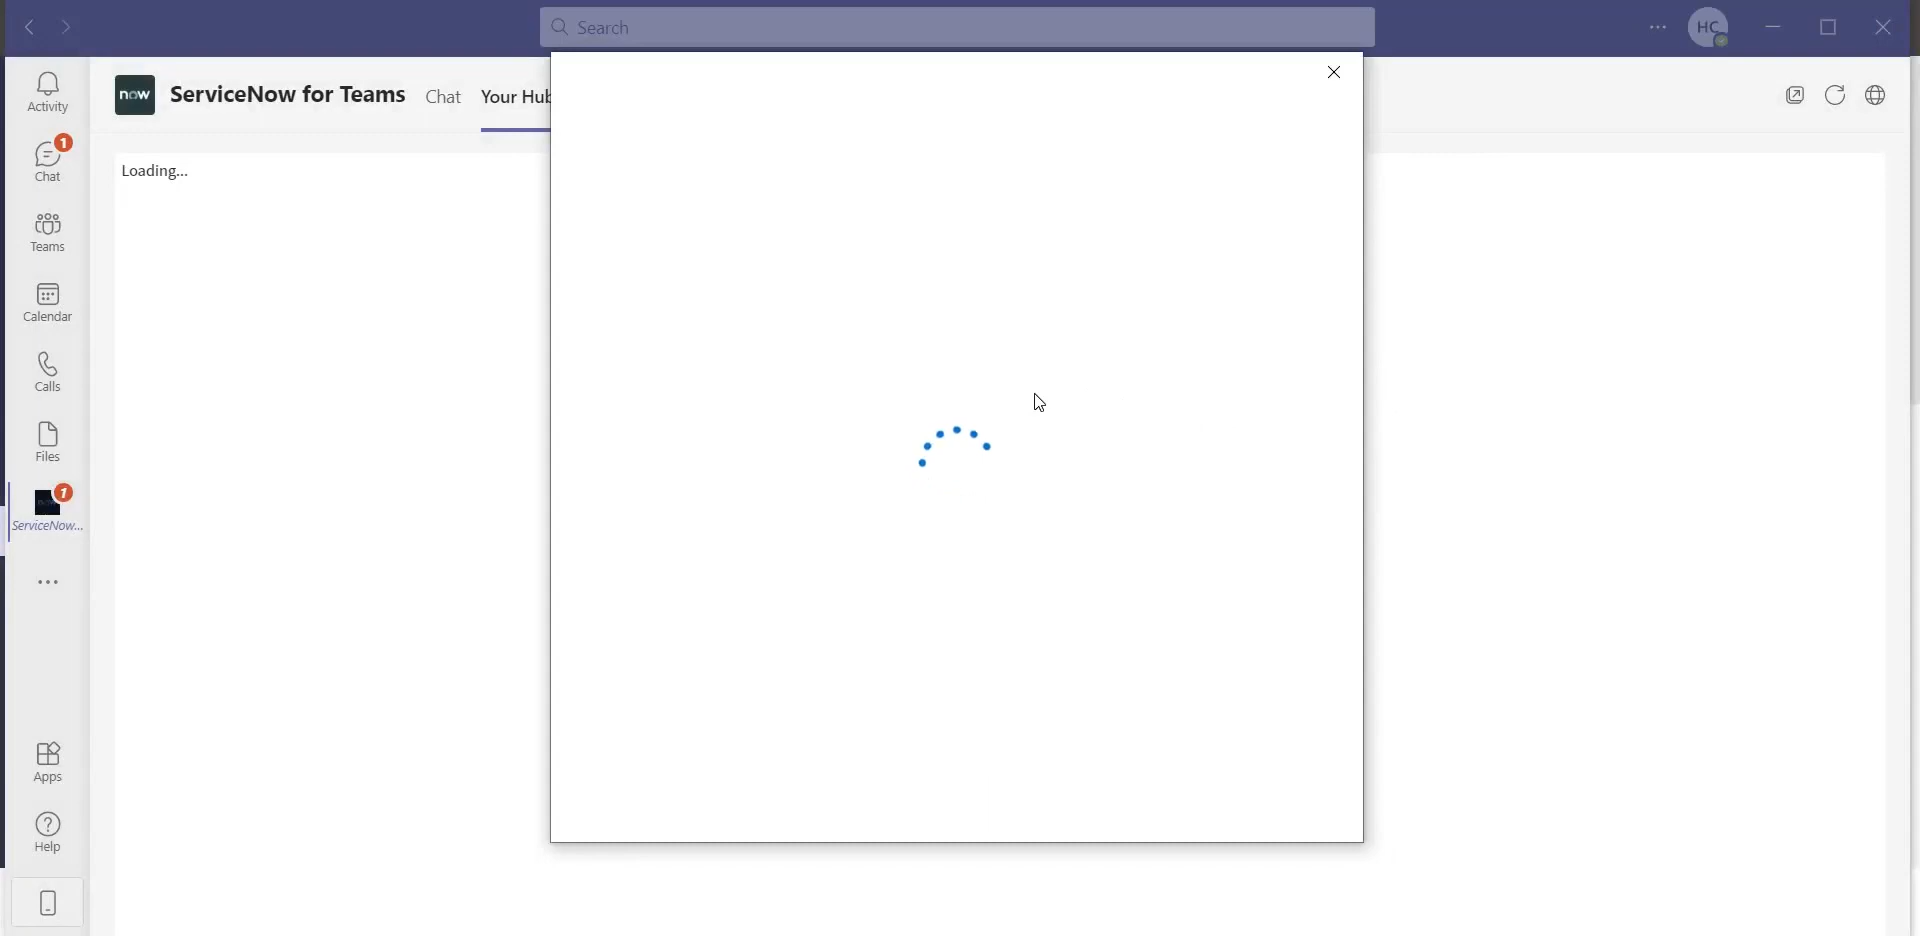 Search
HC
Activity
now
ServiceNow for Teams
Chat
Your Hub
1
Chat
Loading...
Teams
Calendar
Calls
Files
1
ServiceNow...
Apps
Help